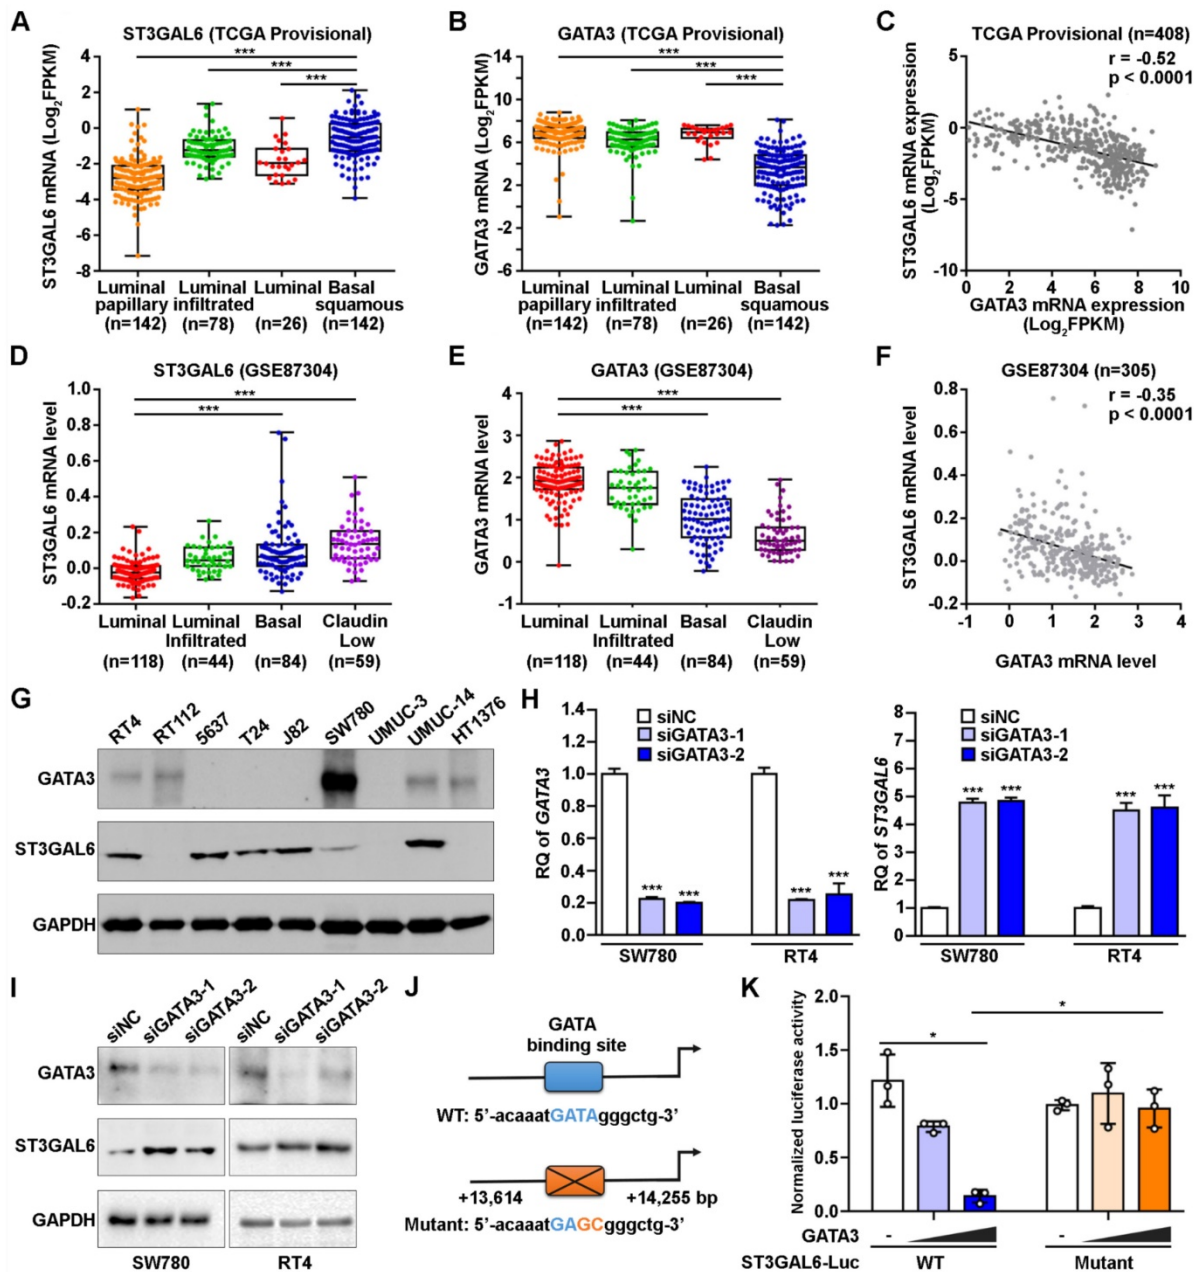 A
ST3GAL6 (TCGA Provisional)
ST3GAL6 mRNA (Log2FPKM)
4
2
0
-2
-4
-6
-8
***
***
***
Luminal papillary (n=142)
Luminal infiltrated (n=78)
Luminal (n=26)
Basal squamous (n=142)
B
GATA3 (TCGA Provisional)
GATA3 mRNA (Log2FPKM)
14
10
6
2
-2
-6
***
***
***
Luminal papillary (n=142)
Luminal infiltrated (n=78)
Luminal (n=26)
Basal squamous (n=142)
C
TCGA Provisional (n=408)
r = -0.52
p < 0.0001
ST3GAL6 mRNA expression
(Log2FPKM)
5
0
-5
-10
0 2 4 6 8 10
GATA3 mRNA expression
(Log2FPKM)
D
ST3GAL6 (GSE87304)
ST3GAL6 mRNA level
1.0
0.8
0.6
0.4
0.2
0.0
-0.2
***
***
Luminal (n=118)
Luminal Infiltrated (n=44)
Basal (n=84)
Claudin Low (n=59)
E
GATA3 (GSE87304)
GATA3 mRNA level
4
3
2
1
0
-1
***
***
Luminal (n=118)
Luminal Infiltrated (n=44)
Basal (n=84)
Claudin Low (n=59)
F
GSE87304 (n=305)
r = -0.35
p < 0.0001
ST3GAL6 mRNA level
0.8
0.6
0.4
0.2
0.0
-0.2
-1 0 1 2 3 4
GATA3 mRNA level
G
RT4 RT112 5637 T24 J82 SW780 UMUC-3 UMUC-14 HT1376
GATA3
ST3GAL6
GAPDH
H
RQ of GATA3
1.4
1.2
1.0
0.8
0.6
0.4
0.2
0.0
siNC
siGATA3-1
siGATA3-2
*** ***
*** ***
SW780 RT4
RQ of ST3GAL6
8
7
6
5
4
3
2
1
0
siNC
siGATA3-1
siGATA3-2
*** ***
*** ***
SW780 RT4
I
siNC siGATA3-1 siGATA3-2 siNC siGATA3-1 siGATA3-2
GATA3
ST3GAL6
GAPDH
SW780 RT4
J
GATA
binding site
WT: 5’-acaaatGATAgggctg-3’
+13,614 +14,255 bp
Mutant: 5’-acaaatGAGCgggctg-3’
K
Normalized luciferase activity
2.0
1.5
1.0
0.5
0.0
*
*
GATA3 - -
ST3GAL6-Luc WT Mutant